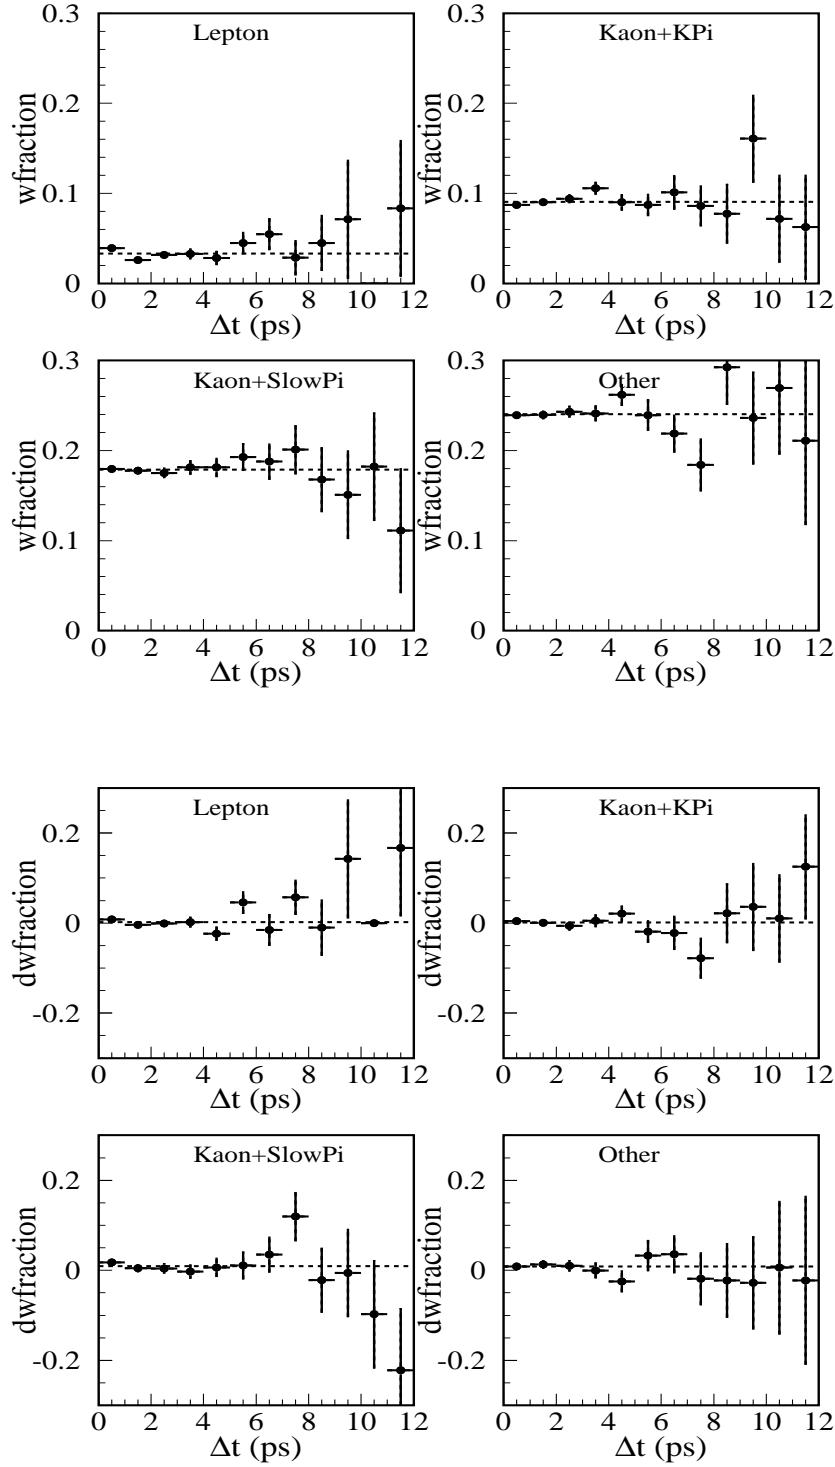 Lepton
wfraction
0.3
0.2
0.1
0
0 2 4 6 8 10 12
Δt (ps)
Kaon+KPi
wfraction
0.3
0.2
0.1
0
0 2 4 6 8 10 12
Δt (ps)
Kaon+SlowPi
wfraction
0.3
0.2
0.1
0
0 2 4 6 8 10 12
Δt (ps)
Other
wfraction
0.3
0.2
0.1
0
0 2 4 6 8 10 12
Δt (ps)
Lepton
dwfraction
0.2
0
-0.2
0 2 4 6 8 10 12
Δt (ps)
Kaon+KPi
dwfraction
0.2
0
-0.2
0 2 4 6 8 10 12
Δt (ps)
Kaon+SlowPi
dwfraction
0.2
0
-0.2
0 2 4 6 8 10 12
Δt (ps)
Other
dwfraction
0.2
0
-0.2
0 2 4 6 8 10 12
Δt (ps)